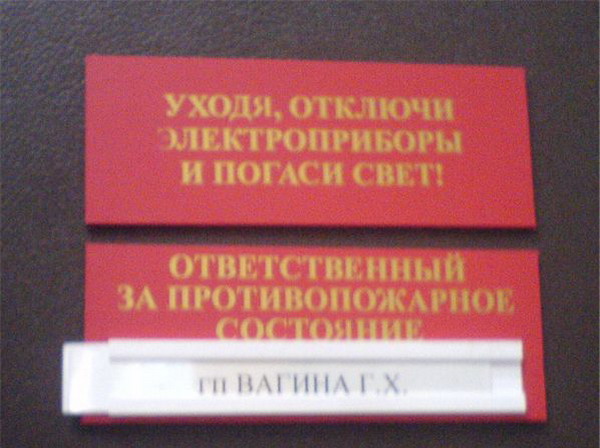 УХОДЯ, ОТКЛЮЧИ
ЭЛЕКТРОПРИБОРЫ
И ПОГАСИ СВЕТ!
ОТВЕТСТВЕННЫЙ
ЗА ПРОТИВОПОЖАРНОЕ
СОСТОЯНИЕ
гп ВАГИНА Г.Х.